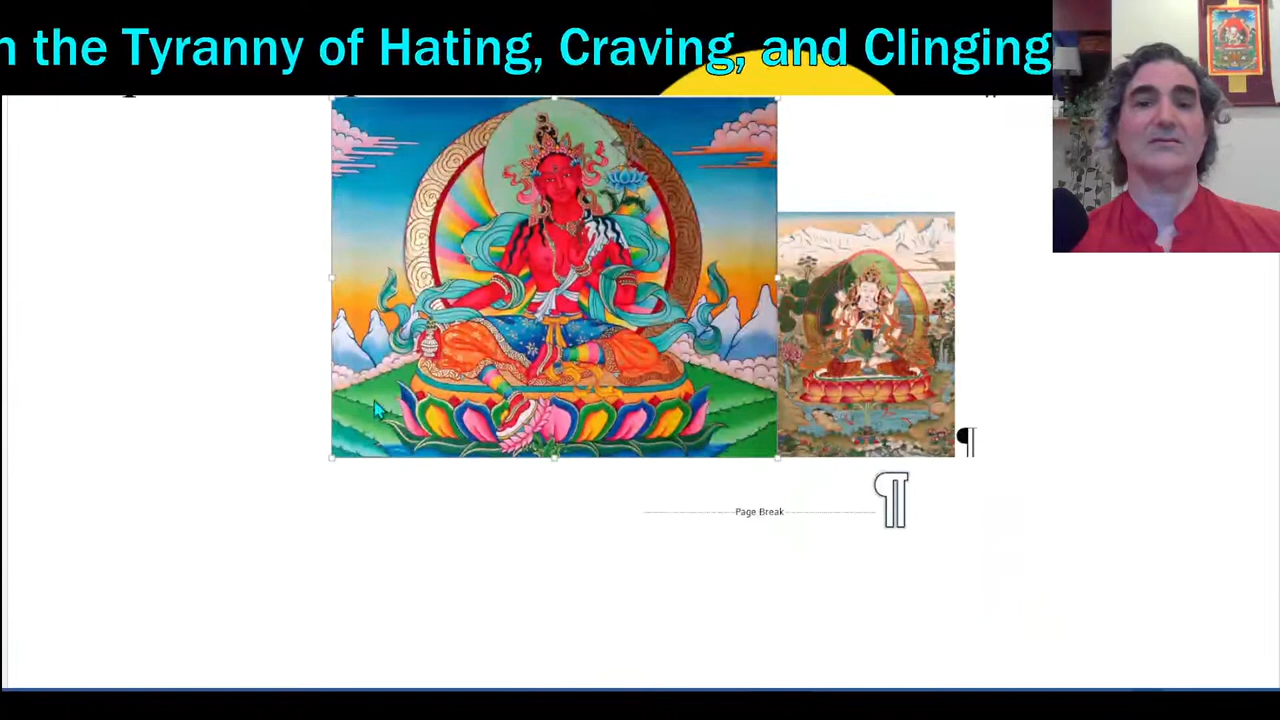 n the Tyranny of Hating, Craving, and Clinging
¶
Page Break
¶